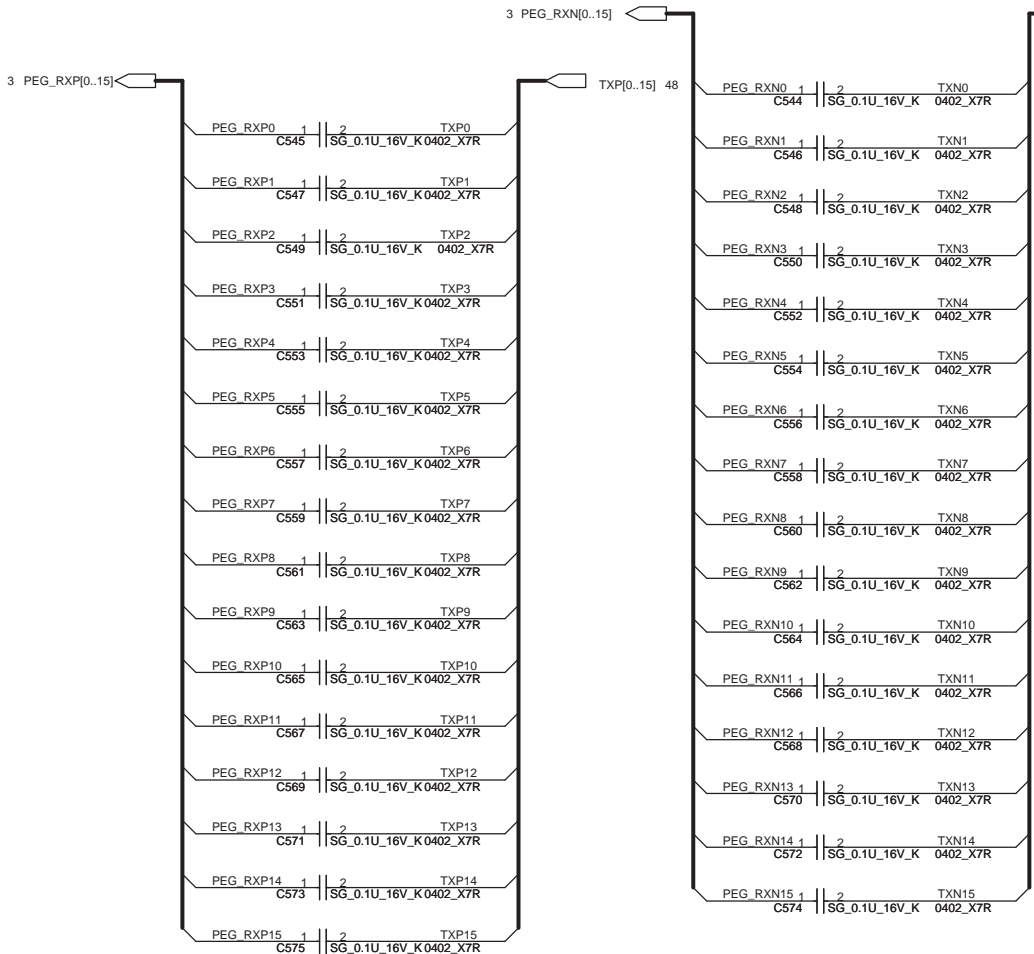 3 PEG_RXN[0..15]
3 PEG_RXP[0..15]
TXP[0..15] 48
PEG_RXP0 1 2 TXP0
C545 SG_0.1U_16V_K 0402_X7R
PEG_RXP1 1 2 TXP1
C547 SG_0.1U_16V_K 0402_X7R
PEG_RXP2 1 2 TXP2
C549 SG_0.1U_16V_K 0402_X7R
PEG_RXP3 1 2 TXP3
C551 SG_0.1U_16V_K 0402_X7R
PEG_RXP4 1 2 TXP4
C553 SG_0.1U_16V_K 0402_X7R
PEG_RXP5 1 2 TXP5
C555 SG_0.1U_16V_K 0402_X7R
PEG_RXP6 1 2 TXP6
C557 SG_0.1U_16V_K 0402_X7R
PEG_RXP7 1 2 TXP7
C559 SG_0.1U_16V_K 0402_X7R
PEG_RXP8 1 2 TXP8
C561 SG_0.1U_16V_K 0402_X7R
PEG_RXP9 1 2 TXP9
C563 SG_0.1U_16V_K 0402_X7R
PEG_RXP10 1 2 TXP10
C565 SG_0.1U_16V_K 0402_X7R
PEG_RXP11 1 2 TXP11
C567 SG_0.1U_16V_K 0402_X7R
PEG_RXP12 1 2 TXP12
C569 SG_0.1U_16V_K 0402_X7R
PEG_RXP13 1 2 TXP13
C571 SG_0.1U_16V_K 0402_X7R
PEG_RXP14 1 2 TXP14
C573 SG_0.1U_16V_K 0402_X7R
PEG_RXP15 1 2 TXP15
C575 SG_0.1U_16V_K 0402_X7R
PEG_RXN0 1 2 TXN0
C544 SG_0.1U_16V_K 0402_X7R
PEG_RXN1 1 2 TXN1
C546 SG_0.1U_16V_K 0402_X7R
PEG_RXN2 1 2 TXN2
C548 SG_0.1U_16V_K 0402_X7R
PEG_RXN3 1 2 TXN3
C550 SG_0.1U_16V_K 0402_X7R
PEG_RXN4 1 2 TXN4
C552 SG_0.1U_16V_K 0402_X7R
PEG_RXN5 1 2 TXN5
C554 SG_0.1U_16V_K 0402_X7R
PEG_RXN6 1 2 TXN6
C556 SG_0.1U_16V_K 0402_X7R
PEG_RXN7 1 2 TXN7
C558 SG_0.1U_16V_K 0402_X7R
PEG_RXN8 1 2 TXN8
C560 SG_0.1U_16V_K 0402_X7R
PEG_RXN9 1 2 TXN9
C562 SG_0.1U_16V_K 0402_X7R
PEG_RXN10 1 2 TXN10
C564 SG_0.1U_16V_K 0402_X7R
PEG_RXN11 1 2 TXN11
C566 SG_0.1U_16V_K 0402_X7R
PEG_RXN12 1 2 TXN12
C568 SG_0.1U_16V_K 0402_X7R
PEG_RXN13 1 2 TXN13
C570 SG_0.1U_16V_K 0402_X7R
PEG_RXN14 1 2 TXN14
C572 SG_0.1U_16V_K 0402_X7R
PEG_RXN15 1 2 TXN15
C574 SG_0.1U_16V_K 0402_X7R